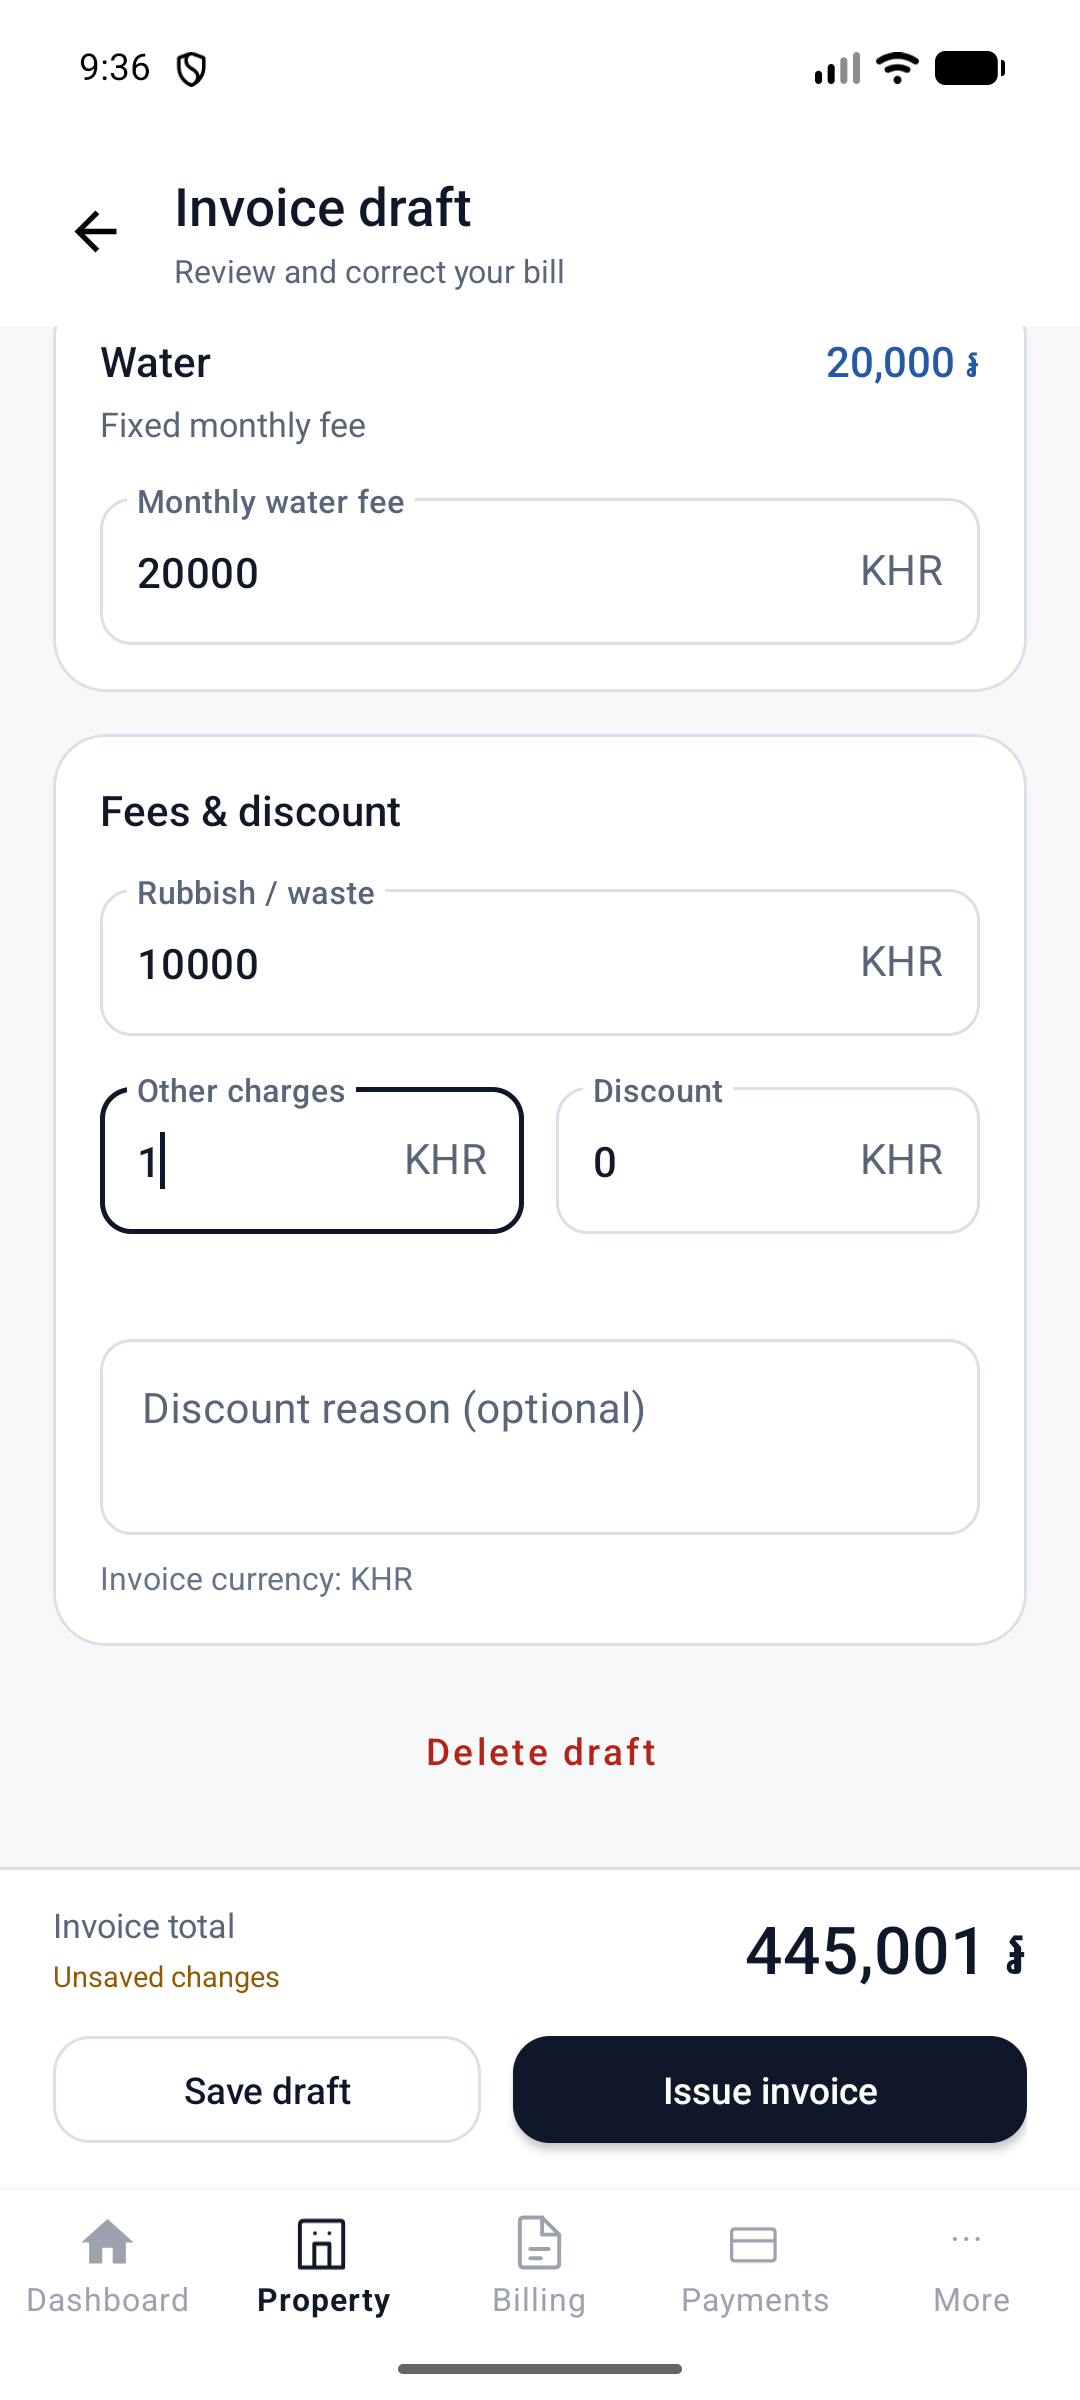 9:36
Invoice draft
Review and correct your bill
Water
20,000 ៛
Fixed monthly fee
Monthly water fee
20000 KHR
Fees & discount
Rubbish / waste
10000 KHR
Other charges
1 KHR
Discount
0 KHR
Discount reason (optional)
Invoice currency: KHR
Delete draft
Invoice total
Unsaved changes
445,001 ៛
Save draft
Issue invoice
Dashboard
Property
Billing
Payments
More